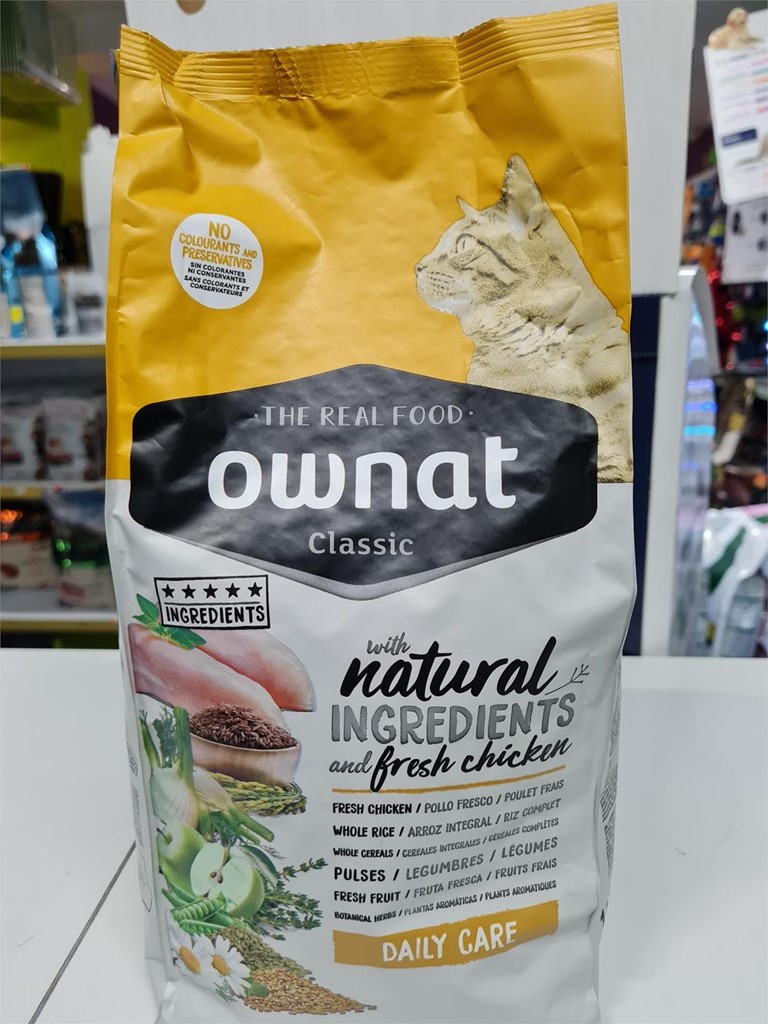 NO
COLOURANTS AND
PRESERVATIVES
SIN COLORANTES
NI CONSERVANTES
SANS COLORANTS ET
CONSERVATEURS
·THE REAL FOOD·
ownat
Classic
INGREDIENTS
with
natural
INGREDIENTS
and fresh chicken
FRESH CHICKEN / POLLO FRESCO / POULET FRAIS
WHOLE RICE / ARROZ INTEGRAL / RIZ COMPLET
WHOLE CEREALS / CEREALES INTEGRALES / CÉRÉALES COMPLÈTES
PULSES / LEGUMBRES / LÉGUMES
FRESH FRUIT / FRUTA FRESCA / FRUITS FRAIS
BOTANICAL HERBS / PLANTAS AROMÁTICAS / PLANTS AROMATIQUES
DAILY CARE